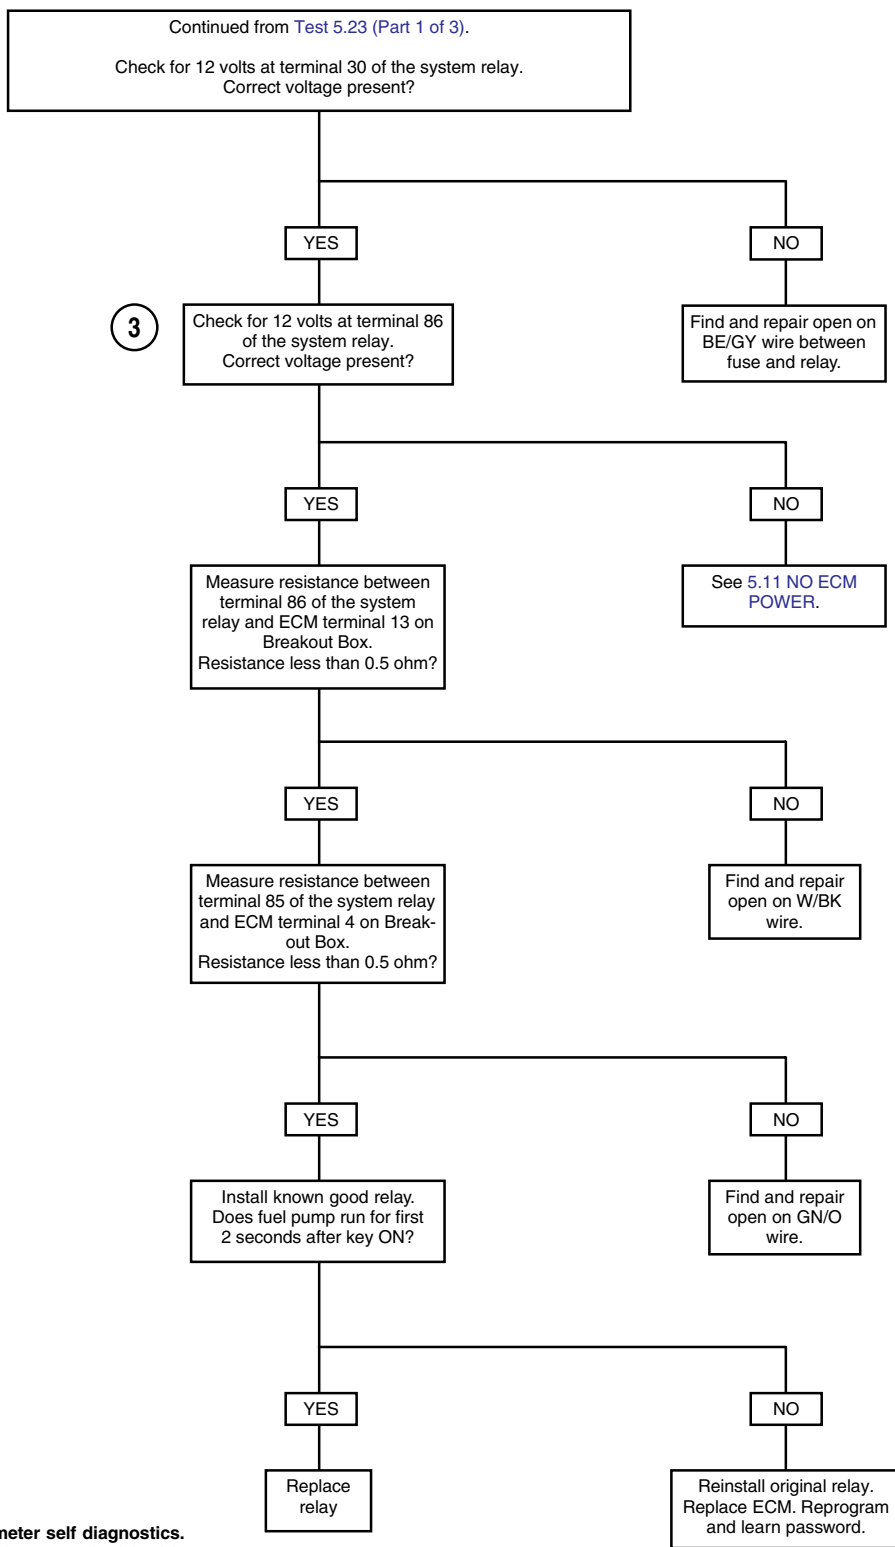 Continued from Test 5.23 (Part 1 of 3).
Check for 12 volts at terminal 30 of the system relay.
Correct voltage present?
YES
NO
3
Check for 12 volts at terminal 86
of the system relay.
Correct voltage present?
Find and repair open on
BE/GY wire between
fuse and relay.
YES
NO
Measure resistance between
terminal 86 of the system
relay and ECM terminal 13 on
Breakout Box.
Resistance less than 0.5 ohm?
See 5.11 NO ECM
POWER.
YES
NO
Measure resistance between
terminal 85 of the system relay
and ECM terminal 4 on Break-
out Box.
Resistance less than 0.5 ohm?
Find and repair
open on W/BK
wire.
YES
NO
Install known good relay.
Does fuel pump run for first
2 seconds after key ON?
Find and repair
open on GN/O
wire.
YES
NO
Replace
relay
Reinstall original relay.
Replace ECM. Reprogram
and learn password.
meter self diagnostics.